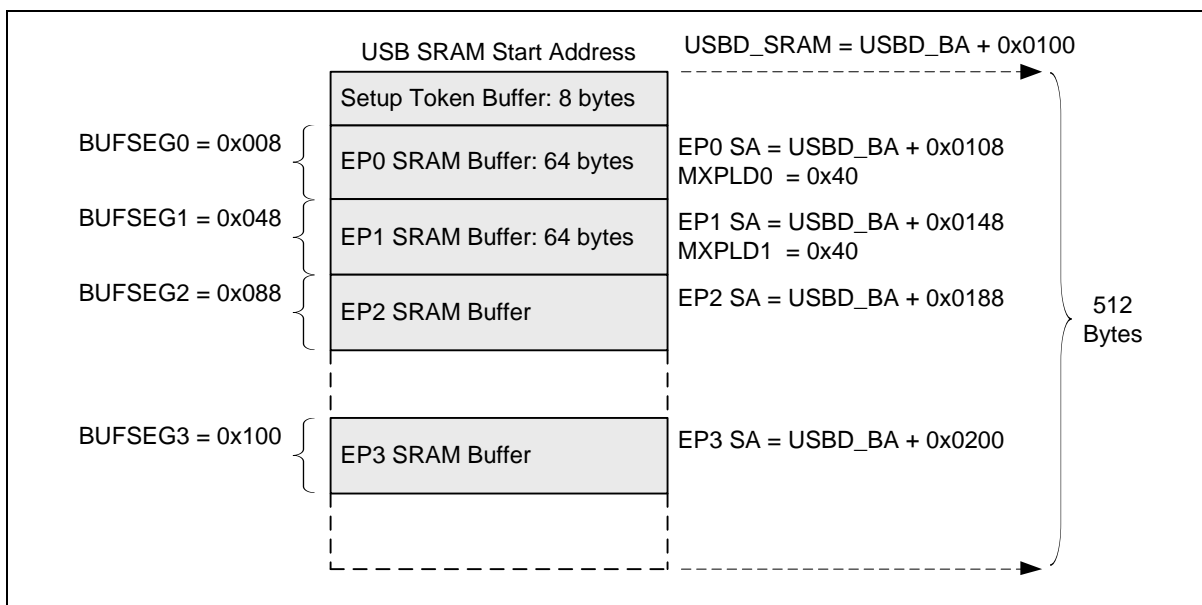 USB SRAM Start Address
USBD_SRAM = USBD_BA + 0x0100
Setup Token Buffer: 8 bytes
BUFSEG0 = 0x008
EP0 SRAM Buffer: 64 bytes
EP0 SA = USBD_BA + 0x0108
MXPLD0 = 0x40
BUFSEG1 = 0x048
EP1 SRAM Buffer: 64 bytes
EP1 SA = USBD_BA + 0x0148
MXPLD1 = 0x40
BUFSEG2 = 0x088
EP2 SRAM Buffer
EP2 SA = USBD_BA + 0x0188
512
Bytes
BUFSEG3 = 0x100
EP3 SRAM Buffer
EP3 SA = USBD_BA + 0x0200